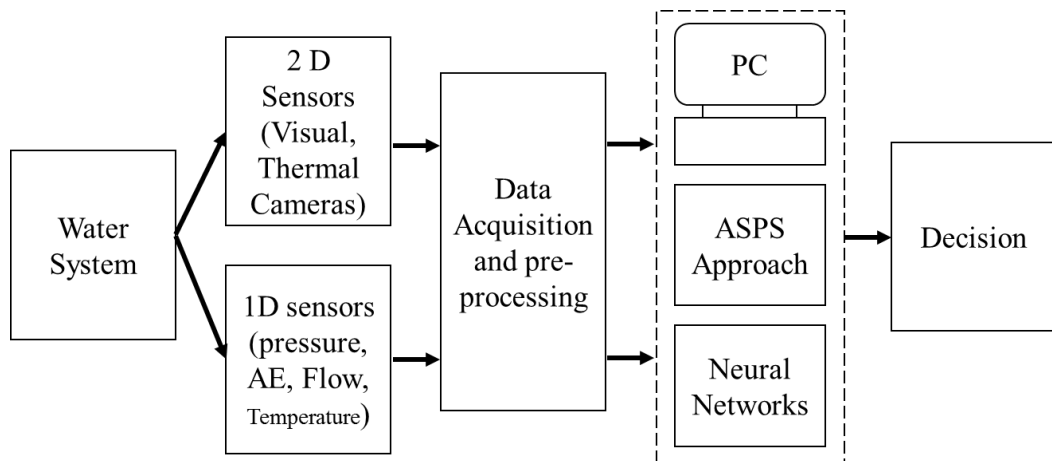 Water
System
2 D
Sensors
(Visual,
Thermal
Cameras)
1D sensors
(pressure,
AE, Flow,
Temperature)
Data
Acquisition
and pre-
processing
PC
ASPS
Approach
Neural
Networks
Decision